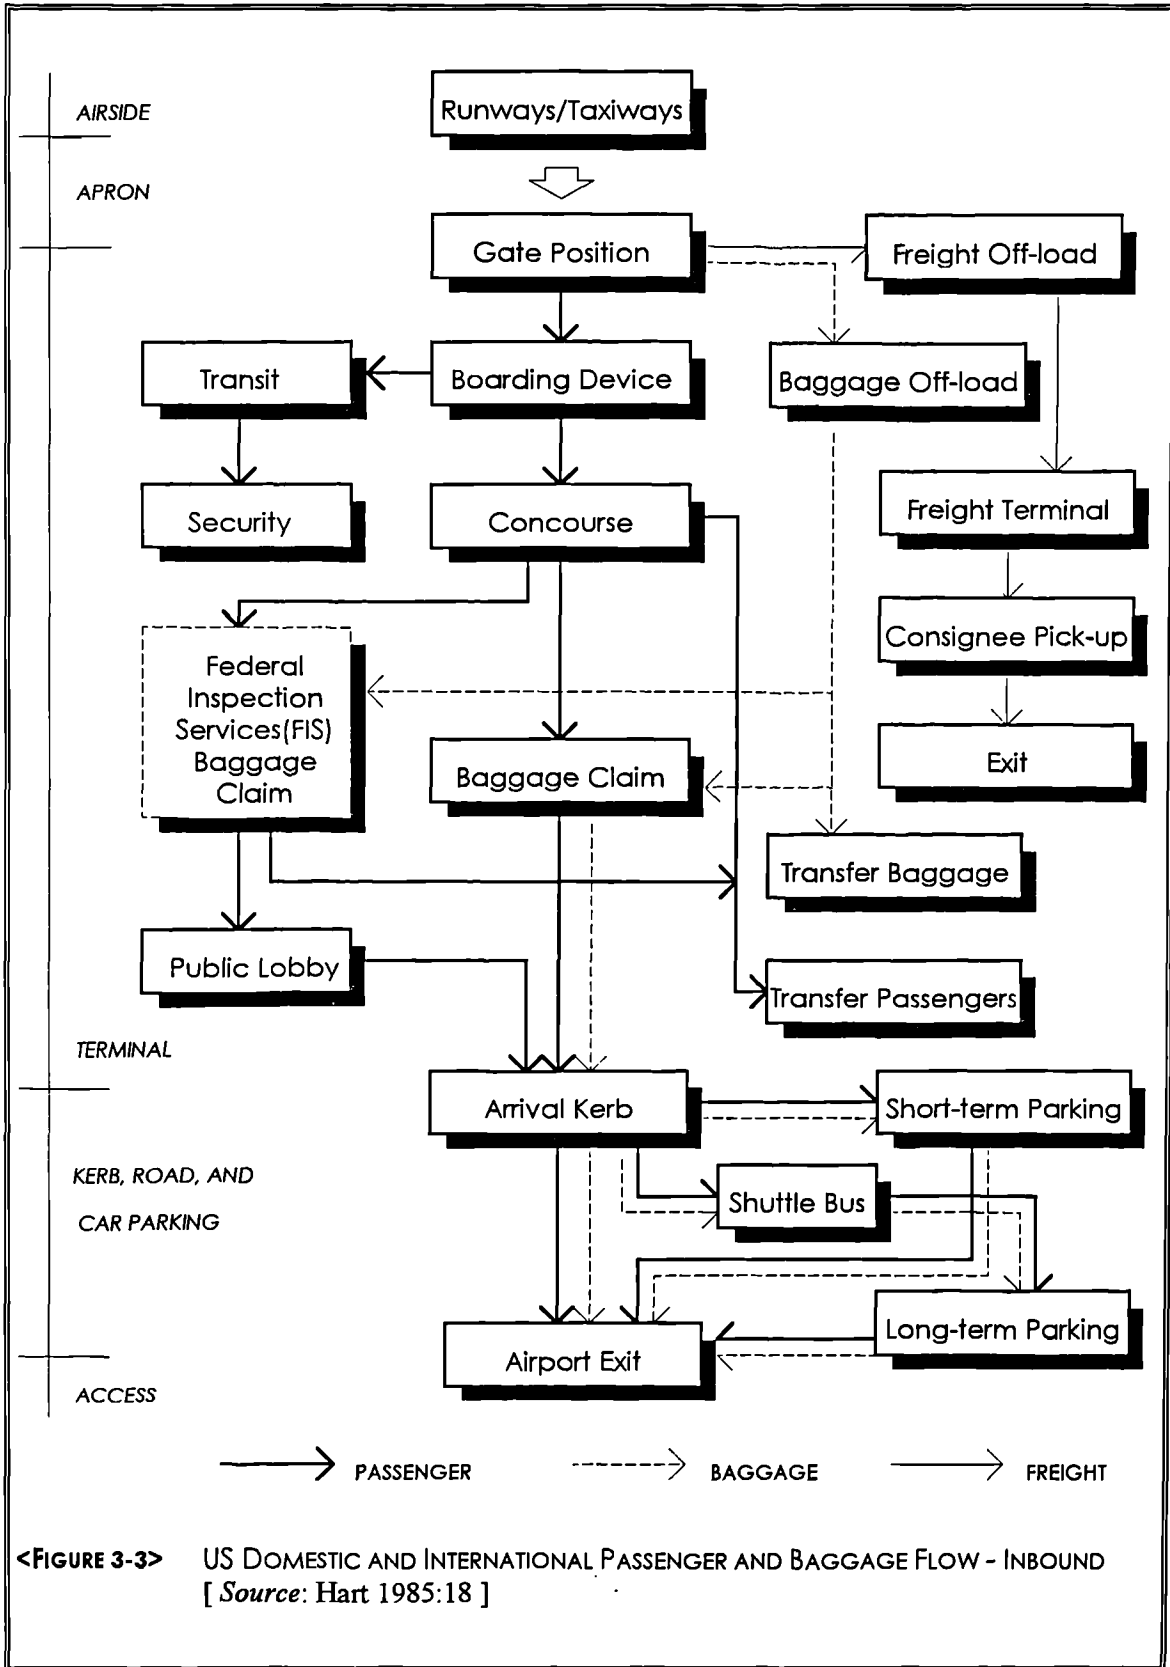 AIRSIDE
Runways/Taxiways
APRON
Gate Position
Freight Off-load
Transit
Boarding Device
Baggage Off-load
Security
Concourse
Freight Terminal
Consignee Pick-up
Federal
Inspection
Services(FIS)
Baggage
Claim
Baggage Claim
Exit
Transfer Baggage
Public Lobby
Transfer Passengers
TERMINAL
Arrival Kerb
Short-term Parking
KERB, ROAD, AND
CAR PARKING
Shuttle Bus
Long-term Parking
Airport Exit
ACCESS
PASSENGER
BAGGAGE
FREIGHT
<FIGURE 3-3> US DOMESTIC AND INTERNATIONAL PASSENGER AND BAGGAGE FLOW - INBOUND
[ Source: Hart 1985:18 ]